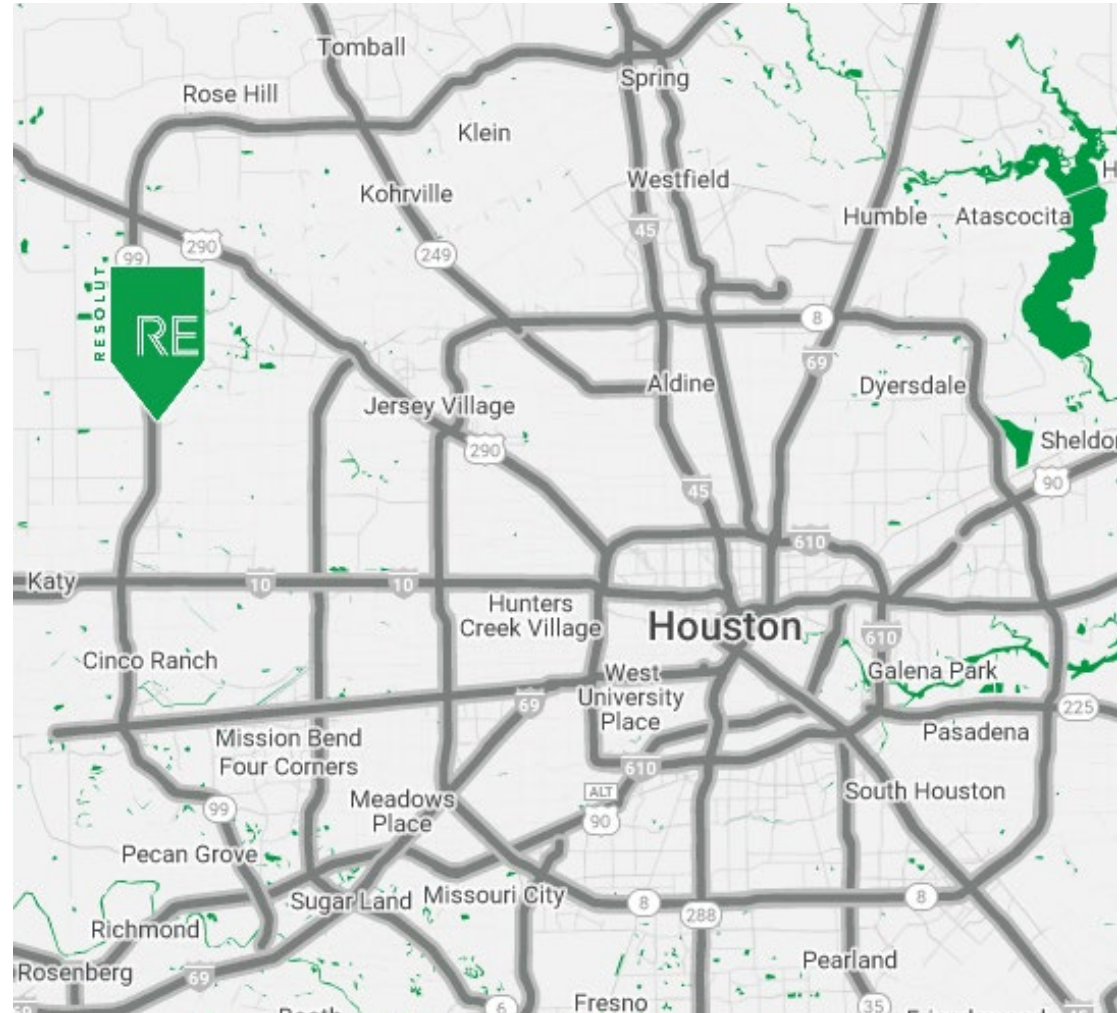 Tomball
Spring
Rose Hill
Klein
Westfield
Kohrville
45
H
Humble
Atascocita
290
249
99
RESOLUT
RE
8
69
Aldine
Dyersdale
Jersey Village
290
Sheldon
90
45
610
Katy
10
10
Hunters
Creek Village
Houston
610
Cinco Ranch
Galena Park
West
University
Place
69
225
Mission Bend
Four Corners
Pasadena
610
ALT
90
South Houston
Meadows
Place
99
Pecan Grove
Sugar Land
Missouri City
8
8
288
Richmond
Pearland
Rosenberg
69
6
Fresno
35